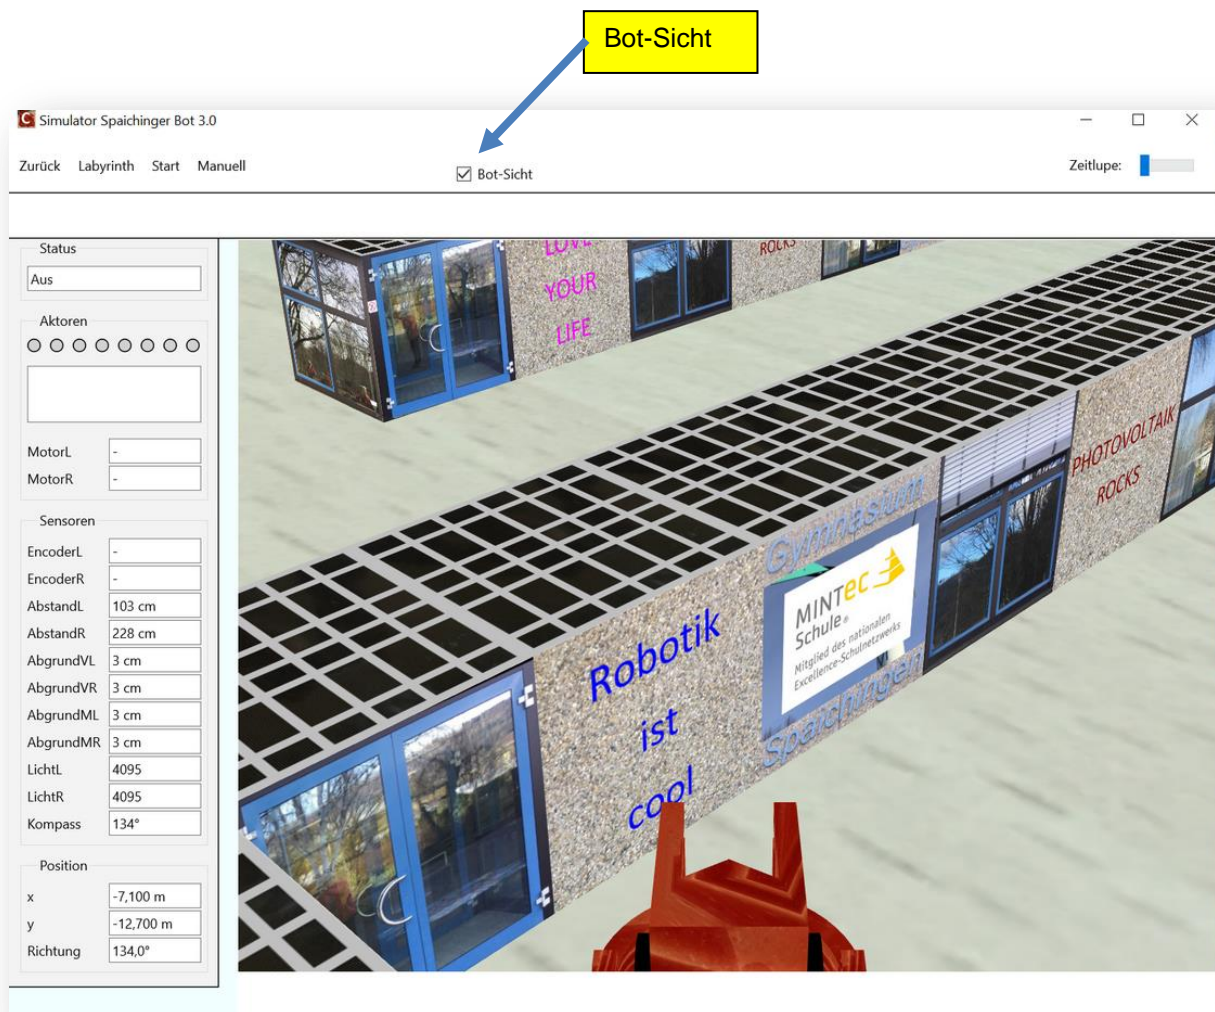 Bot-Sicht
Simulator Spaichinger Bot 3.0
Zurück Labyrinth Start Manuell
Bot-Sicht
Zeitlupe:
Status
Aus
Aktoren
MotorL -
MotorR -
Sensoren
EncoderL -
EncoderR -
AbstandL 103 cm
AbstandR 228 cm
AbgrundVL 3 cm
AbgrundVR 3 cm
AbgrundML 3 cm
AbgrundMR 3 cm
LichtL 4095
LichtR 4095
Kompass 134°
Position
x -7,100 m
y -12,700 m
Richtung 134,0°
LOVE
YOUR
LIFE
ROCKS
PHOTOVOLTAIK
ROCKS
Gymnasium
MINTec
Schule
Mitglied des nationalen
Excellence-Schulnetzwerks
Spaichingen
Robotik
ist
cool